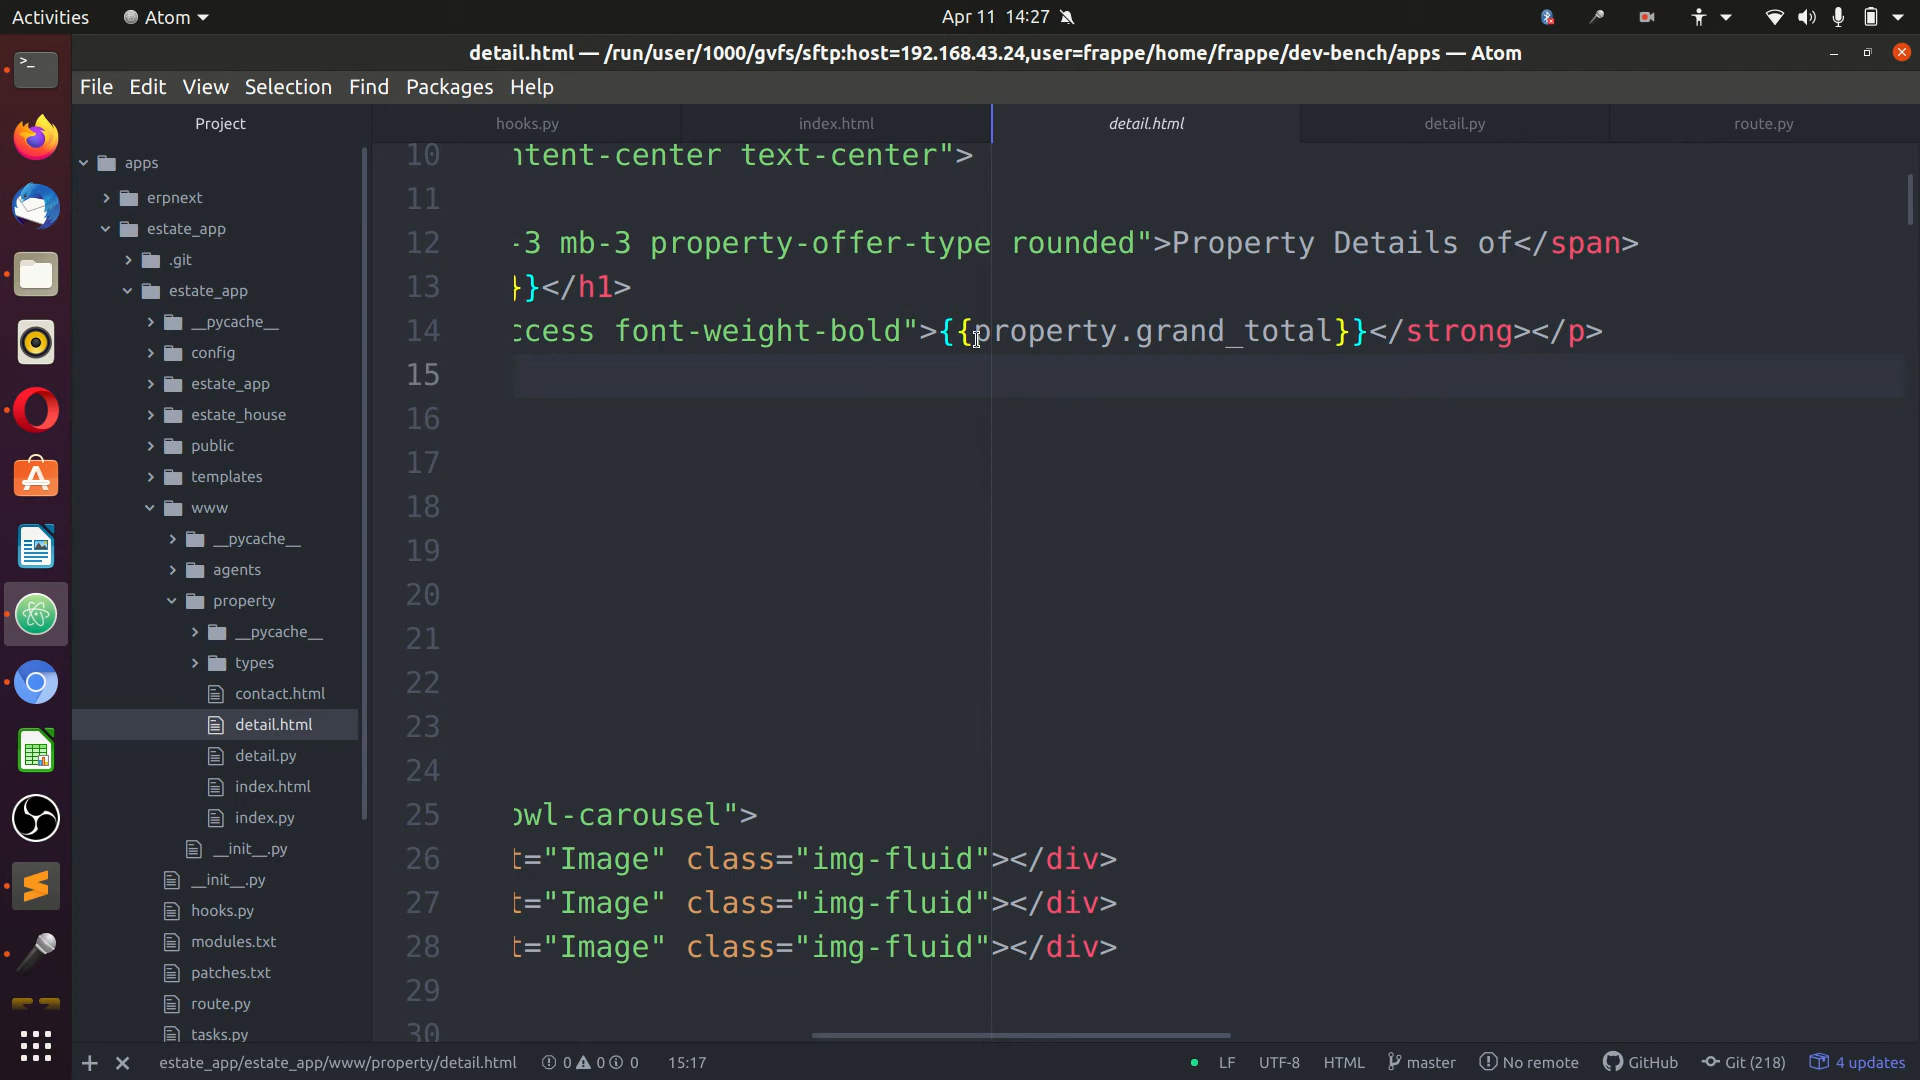 Activities
Atom
Apr 11 14:27
detail.html — /run/user/1000/gvfs/sftp:host=192.168.43.24,user=frappe/home/frappe/dev-bench/apps — Atom
File Edit View Selection Find Packages Help
Project
hooks.py
index.html
detail.html
detail.py
route.py
apps
erpnext
estate_app
.git
estate_app
__pycache__
config
estate_app
estate_house
public
templates
www
__pycache__
agents
property
__pycache__
types
contact.html
detail.html
detail.py
index.html
index.py
__init__.py
__init__.py
hooks.py
modules.txt
patches.txt
route.py
tasks.py
10 ntent-center text-center">
11
12 -3 mb-3 property-offer-type rounded">Property Details of</span>
13 }}</h1>
14 ccess font-weight-bold">{{property.grand_total}}</strong></p>
15
16
17
18
19
20
21
22
23
24
25 owl-carousel">
26 t="Image" class="img-fluid"></div>
27 t="Image" class="img-fluid"></div>
28 t="Image" class="img-fluid"></div>
29
30
estate_app/estate_app/www/property/detail.html 0 0 0 15:17 LF UTF-8 HTML master No remote GitHub Git (218) 4 updates